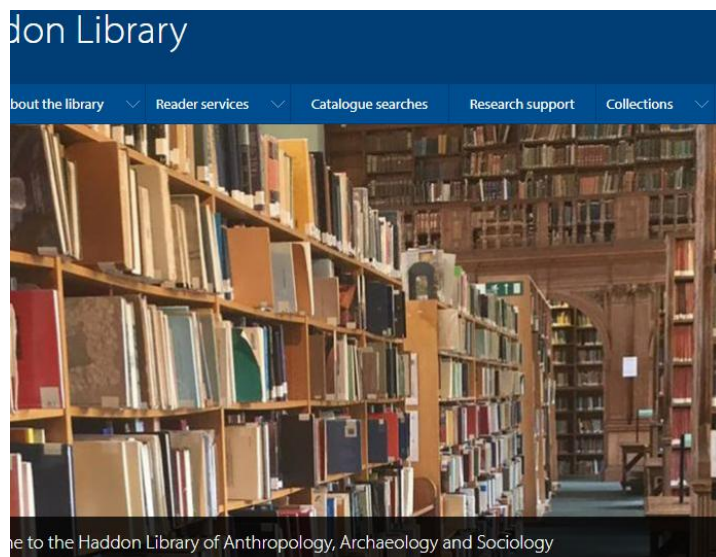 don Library
bout the library
Reader services
Catalogue searches
Research support
Collections
ne to the Haddon Library of Anthropology, Archaeology and Sociology